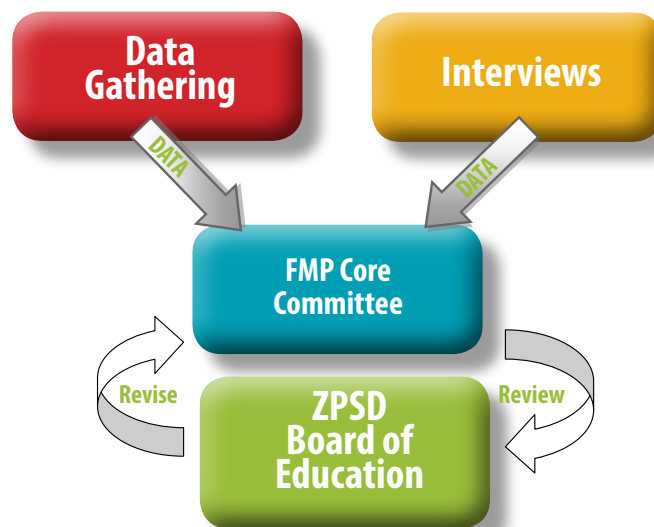 Data
Gathering
Interviews
DATA
DATA
FMP Core
Committee
Revise
Review
ZPSD
Board of
Education